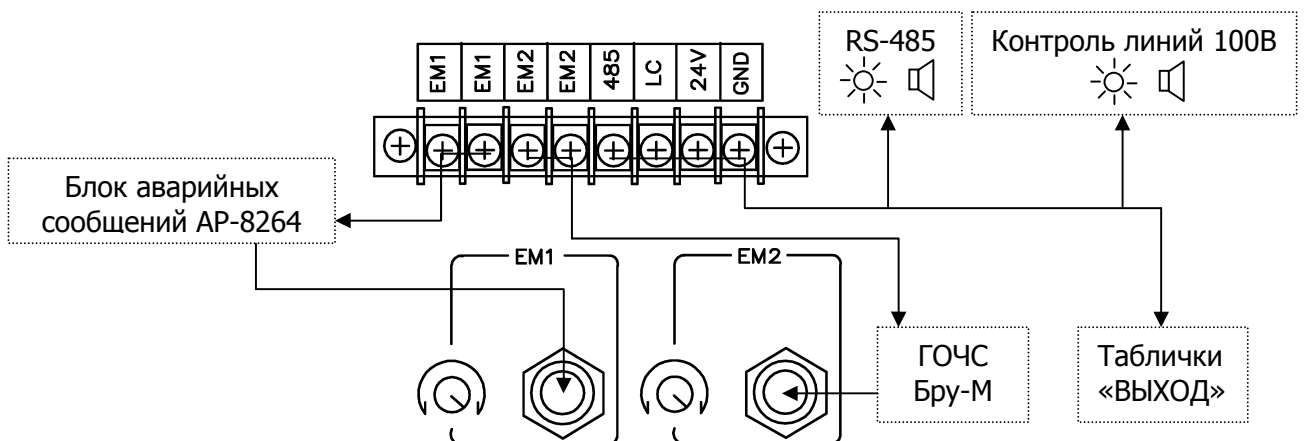 RS-485
Контроль линий 100В
EM1
EM1
EM2
EM2
485
LC
24V
GND
Блок аварийных
сообщений АР-8264
EM1
EM2
ГОЧС
Бру-М
Таблички
«ВЫХОД»